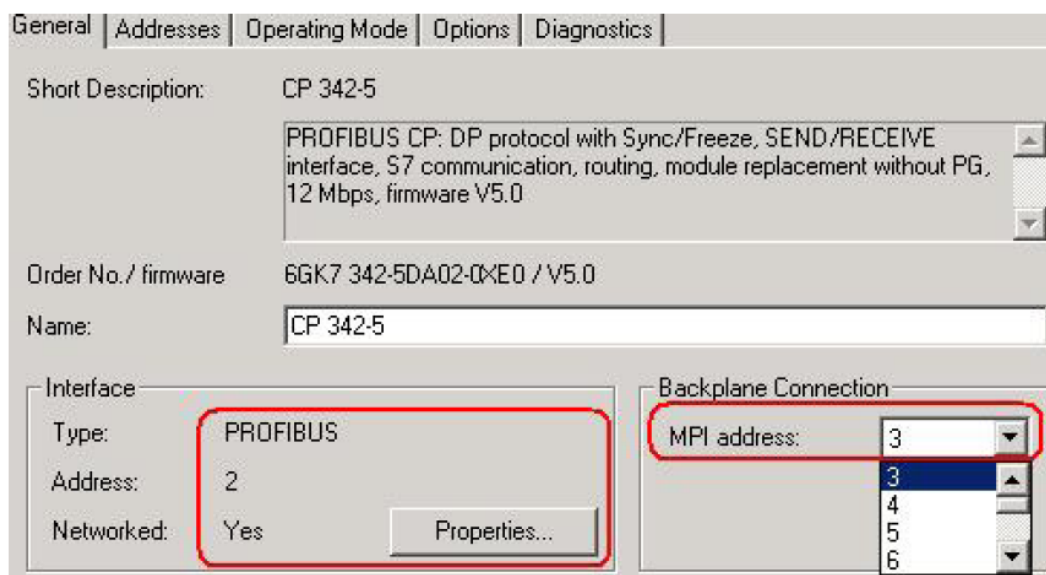 General Addresses Operating Mode Options Diagnostics
Short Description: CP 342-5
PROFIBUS CP: DP protocol with Sync/Freeze, SEND/RECEIVE
interface, S7 communication, routing, module replacement without PG,
12 Mbps, firmware V5.0
Order No./ firmware 6GK7 342-5DA02-0XE0 / V5.0
Name: CP 342-5
Interface
Type: PROFIBUS
Address: 2
Networked: Yes Properties...
Backplane Connection
MPI address: 3
3
4
5
6